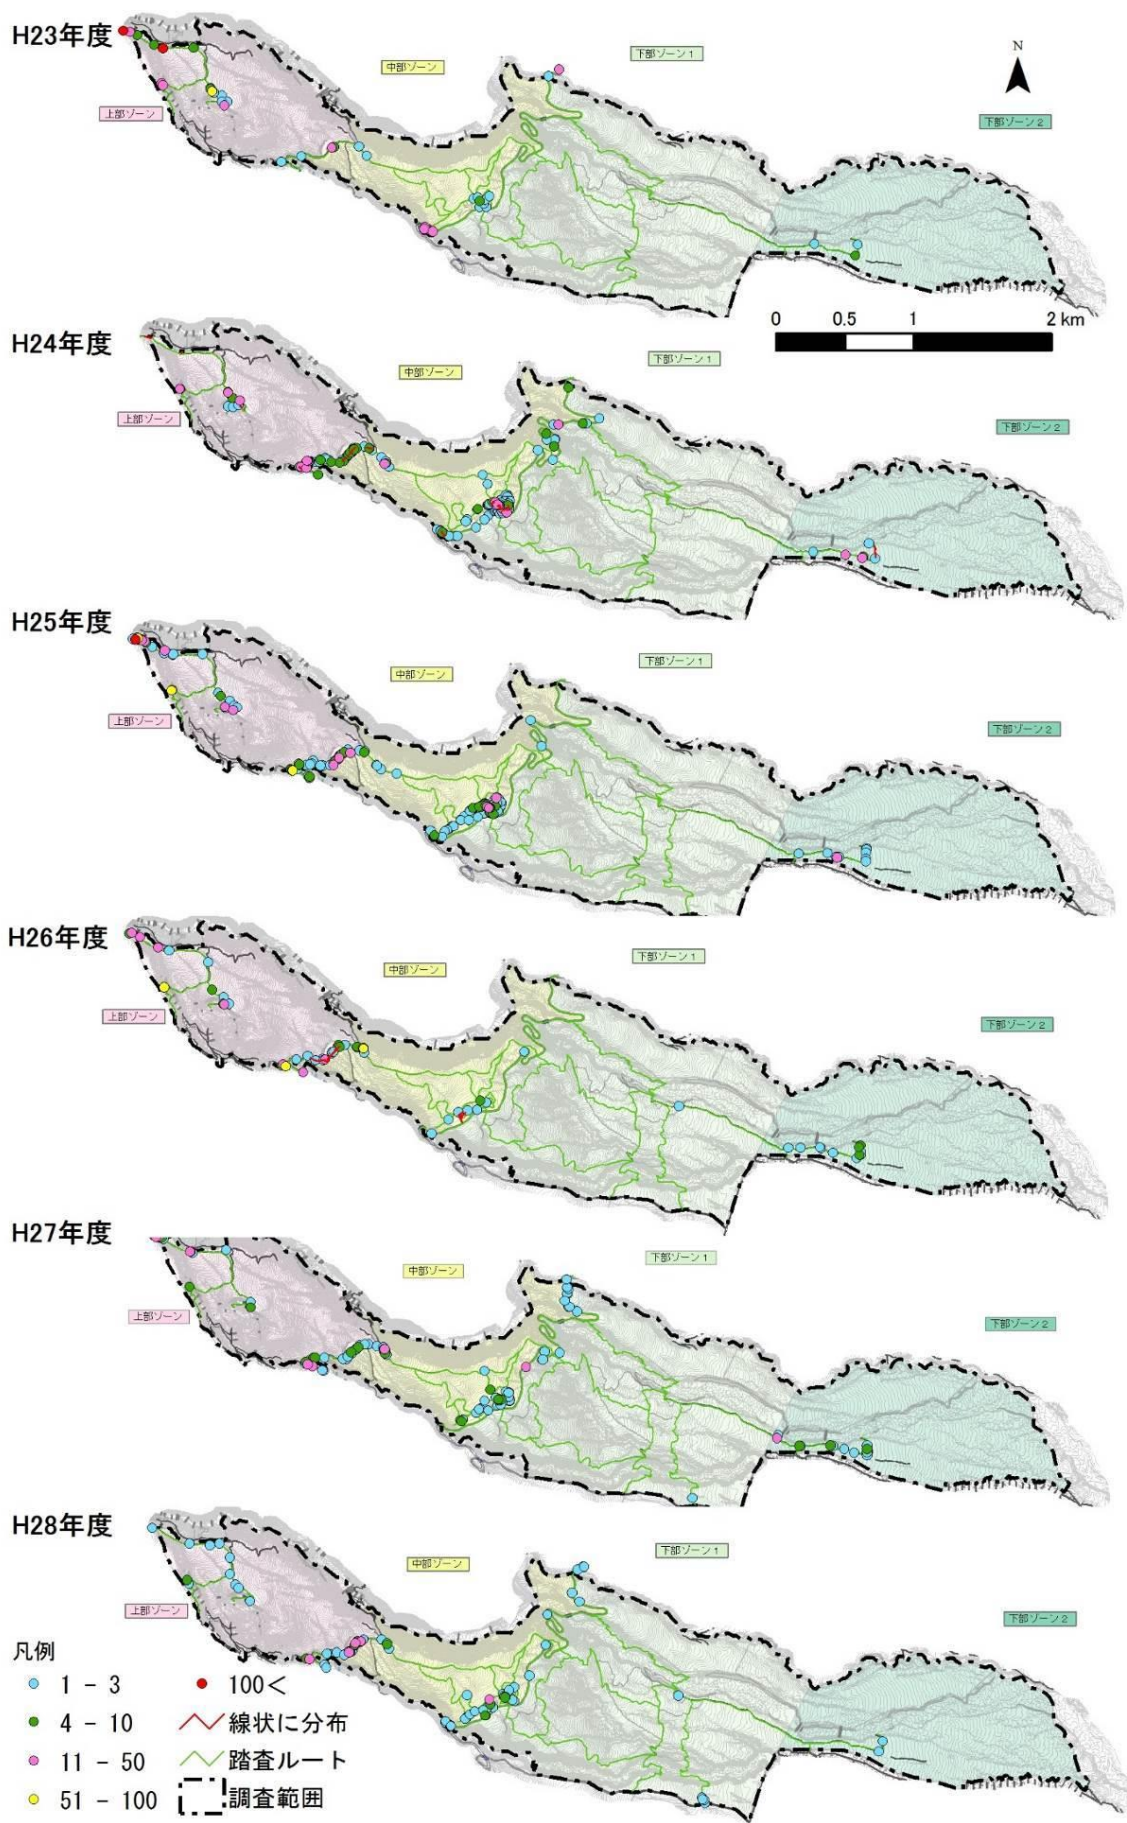 H23年度
中部ゾーン
下部ゾーン1
N
上部ゾーン
下部ゾーン2
0 0.5 1 2 km
H24年度
中部ゾーン
下部ゾーン1
上部ゾーン
下部ゾーン2
H25年度
中部ゾーン
下部ゾーン1
上部ゾーン
下部ゾーン2
H26年度
中部ゾーン
下部ゾーン1
上部ゾーン
下部ゾーン2
H27年度
中部ゾーン
下部ゾーン1
上部ゾーン
下部ゾーン2
H28年度
中部ゾーン
下部ゾーン1
上部ゾーン
下部ゾーン2
凡例
1 - 3
4 - 10
11 - 50
51 - 100
100<
線状に分布
踏査ルート
調査範囲